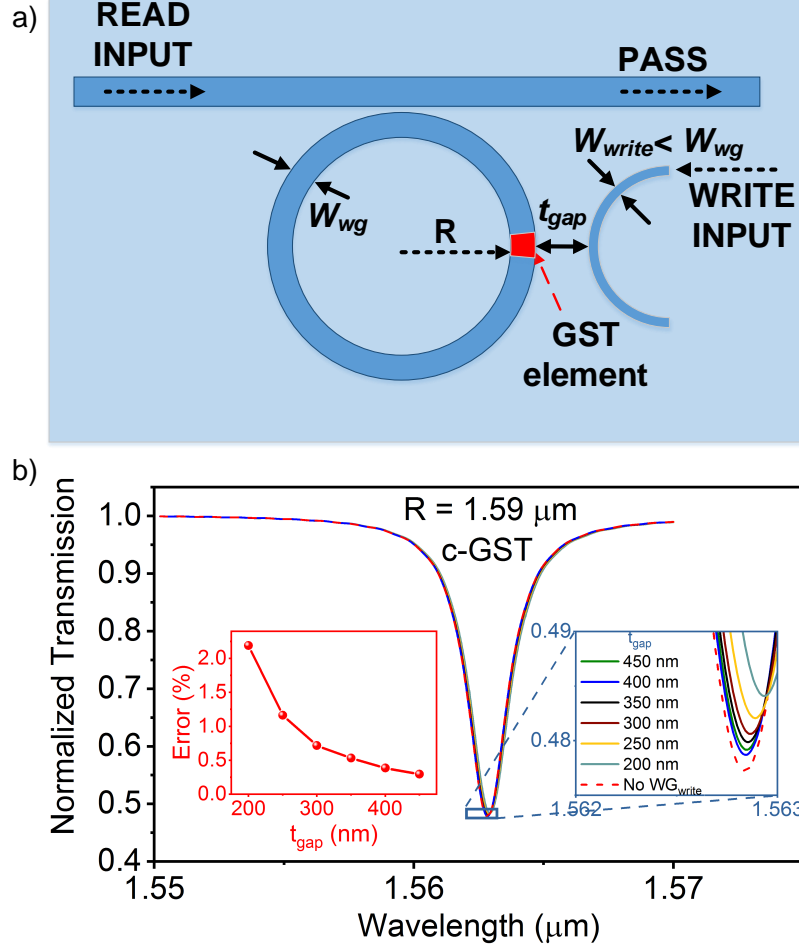 a)
READ
INPUT
PASS
W_write < W_wg
WRITE
INPUT
W_wg
R
t_gap
GST
element
b)
Normalized Transmission
1.0
0.9
0.8
0.7
0.6
0.5
0.4
R = 1.59 μm
c-GST
Error (%)
2.0
1.5
1.0
0.5
0.0
200 300 400
t_gap (nm)
0.49
0.48
t_gap
450 nm
400 nm
350 nm
300 nm
250 nm
200 nm
No WG_write
1.562 1.563
1.55 1.56 1.57
Wavelength (μm)